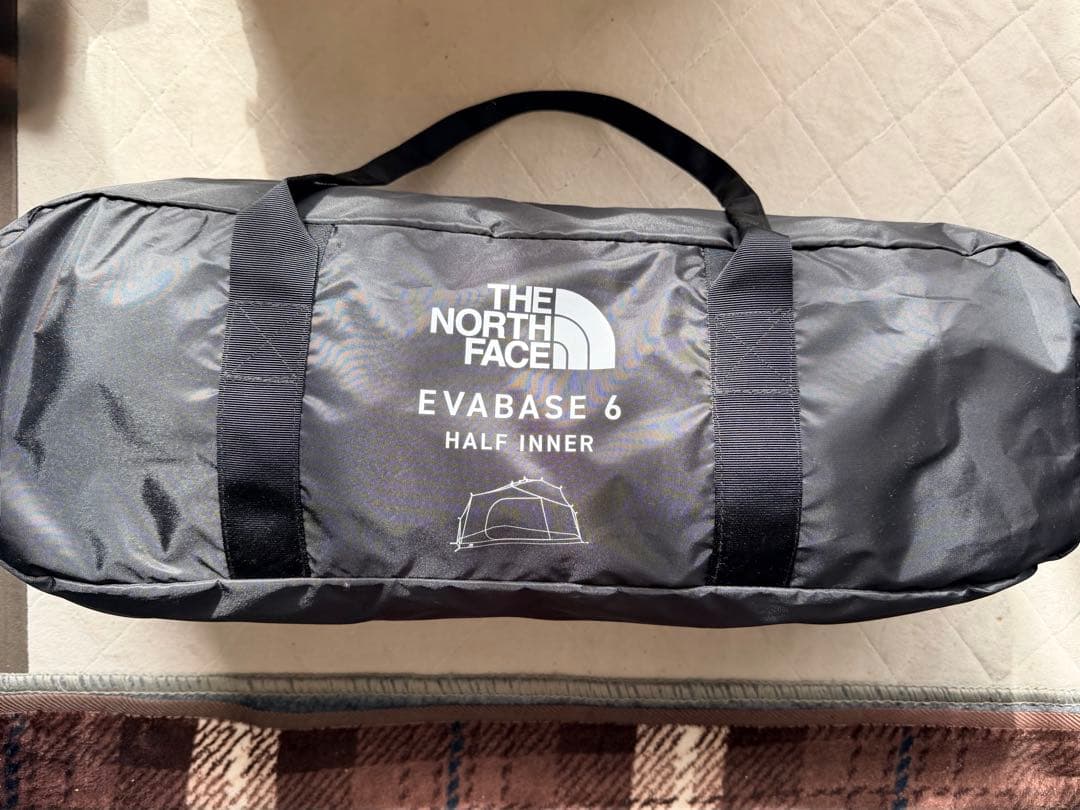 THE
NORTH
FACE
EVABASE 6
HALF INNER